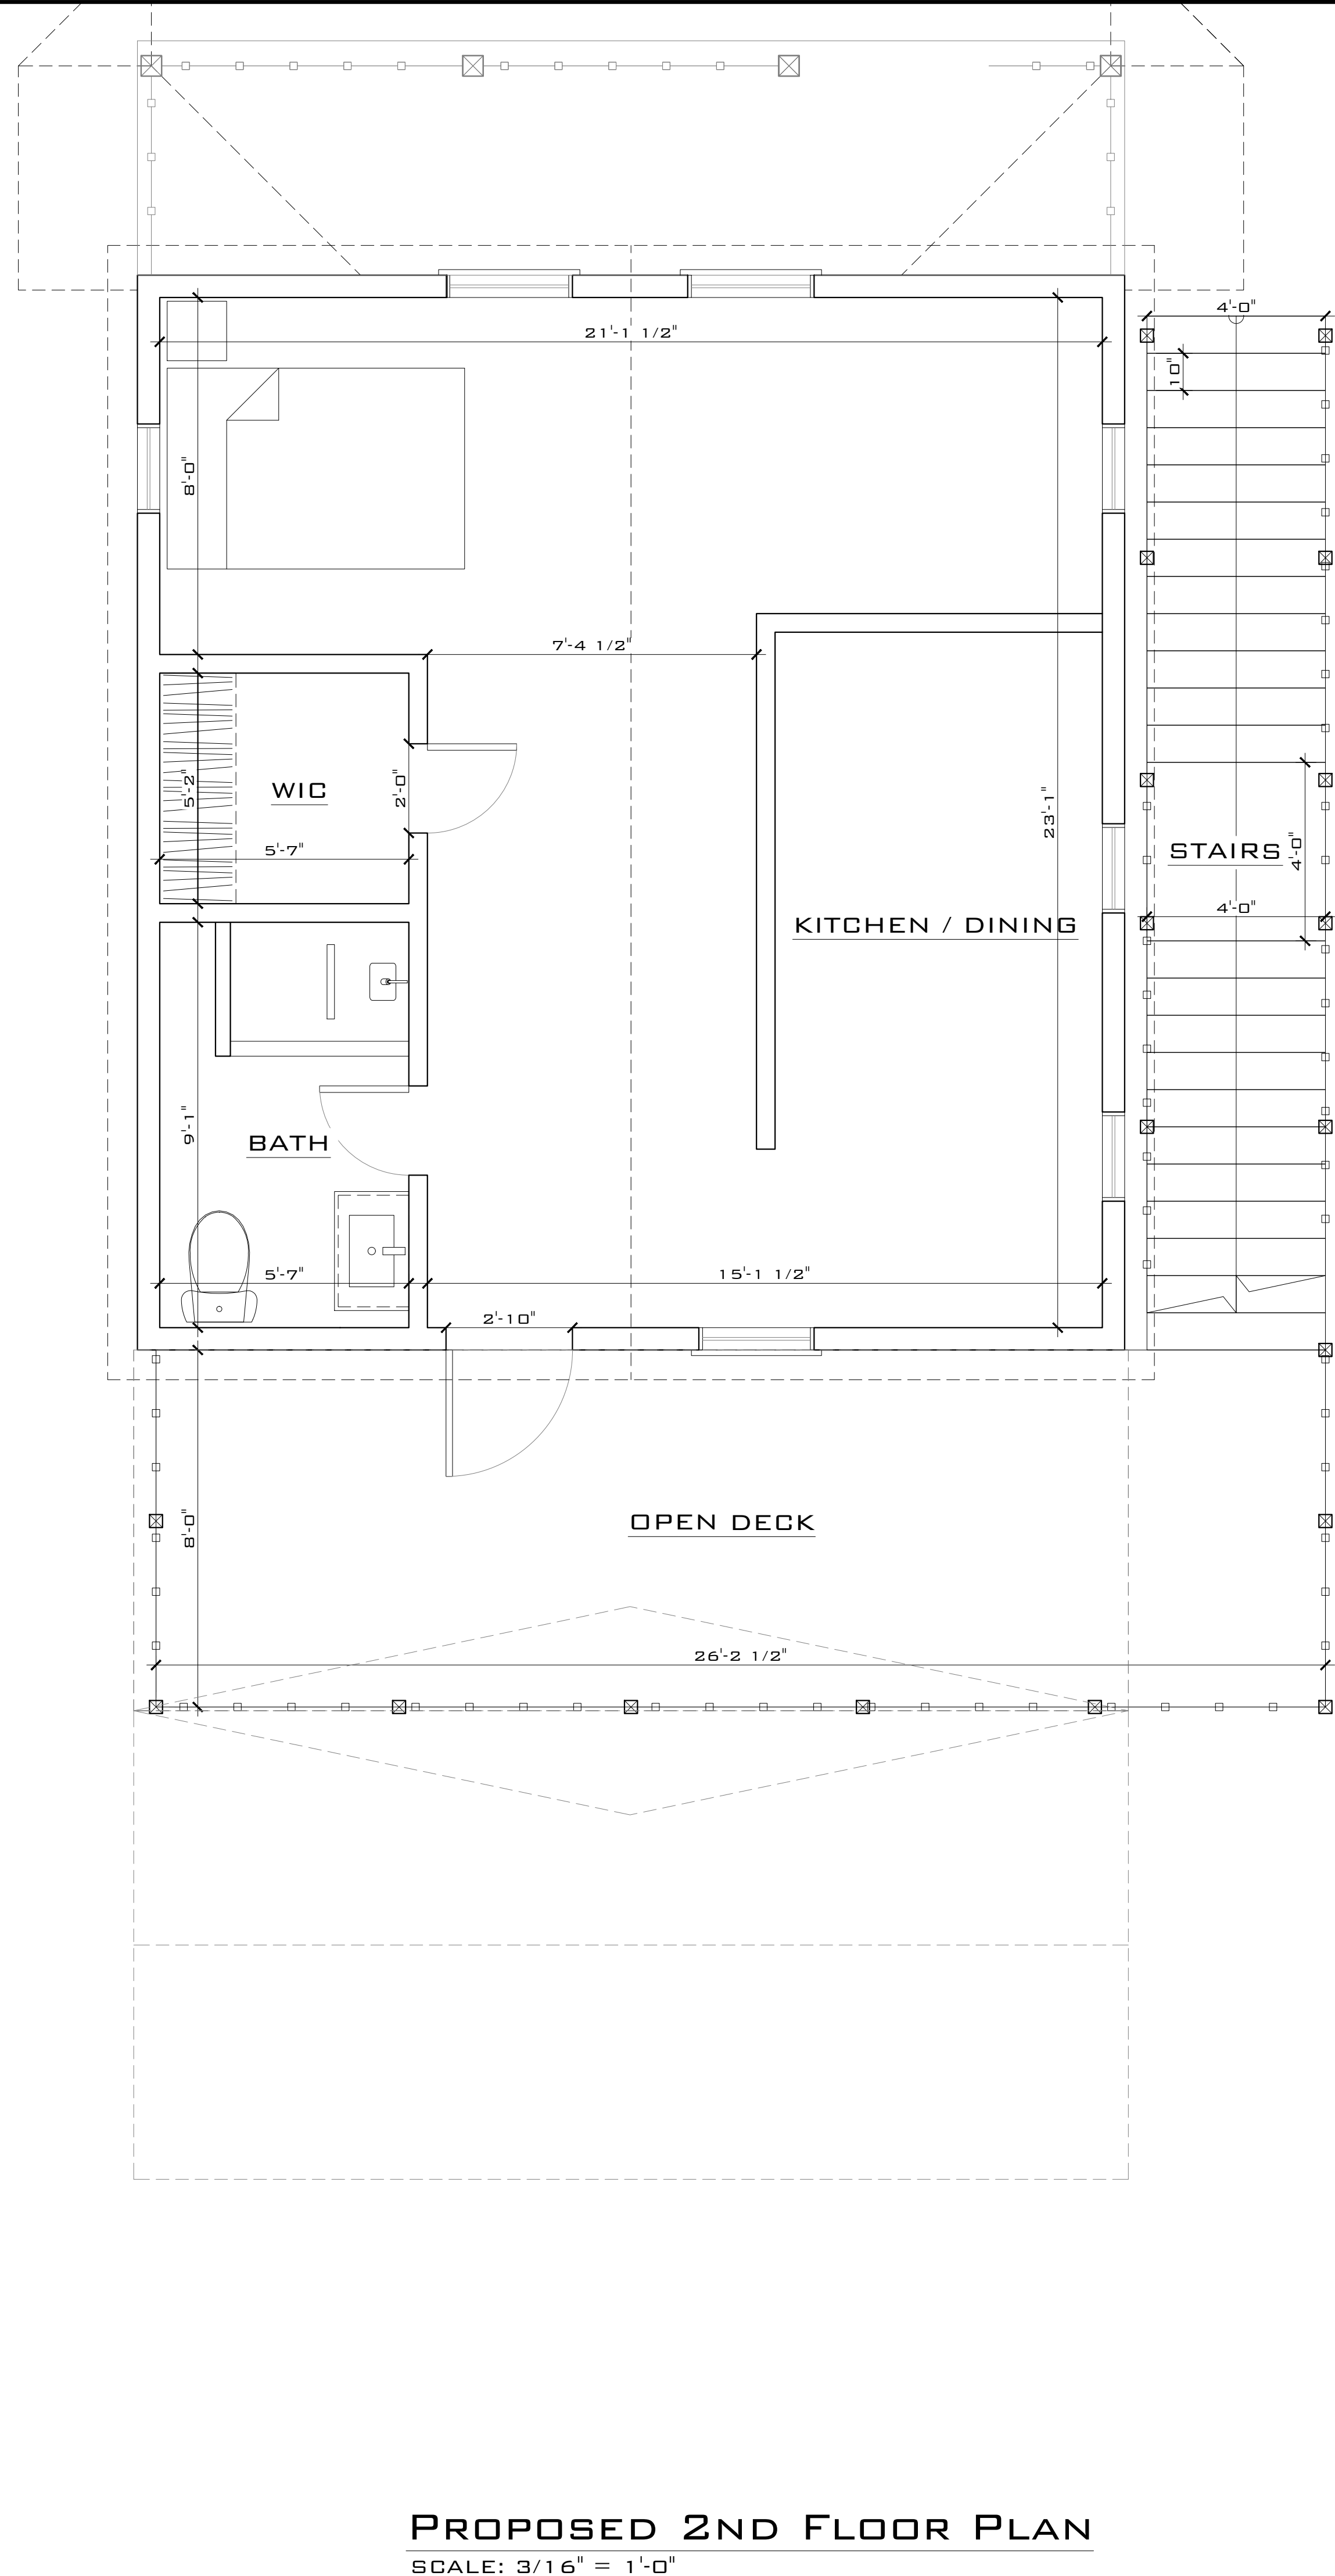 4'-0"
21'-1 1/2"
10"
8'-0"
7'-4 1/2"
WIC
5'-2"
2'-0"
23'-1"
5'-7"
STAIRS
4'-0"
4'-0"
KITCHEN / DINING
9'-1"
BATH
5'-7"
15'-1 1/2"
2'-10"
OPEN DECK
8'-0"
26'-2 1/2"
PROPOSED 2ND FLOOR PLAN
SCALE: 3/16" = 1'-0"